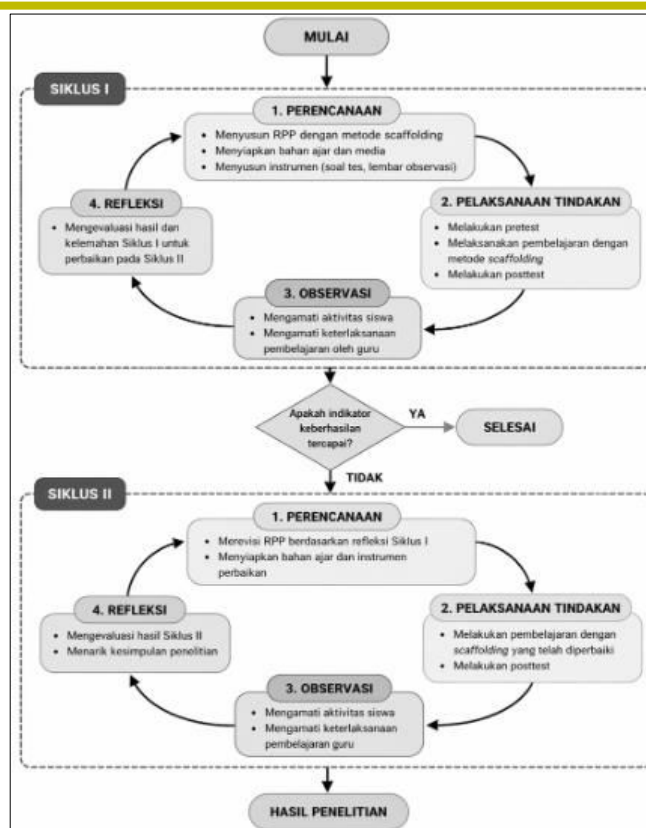 MULAI
SIKLUS I
1. PERENCANAAN
• Menyusun RPP dengan metode scaffolding
• Menyiapkan bahan ajar dan media
• Menyusun instrumen (soal tes, lembar observasi)
2. PELAKSANAAN TINDAKAN
• Melakukan pretest
• Melaksanakan pembelajaran dengan
metode scaffolding
• Melakukan posttest
3. OBSERVASI
• Mengamati aktivitas siswa
• Mengamati keterlaksanaan
pembelajaran oleh guru
4. REFLEKSI
• Mengevaluasi hasil dan
kelemahan Siklus I untuk
perbaikan pada Siklus II
Apakah indikator
keberhasilan
tercapai?
YA
SELESAI
TIDAK
SIKLUS II
1. PERENCANAAN
• Merevisi RPP berdasarkan refleksi Siklus I
• Menyiapkan bahan ajar dan instrumen
perbaikan
2. PELAKSANAAN TINDAKAN
• Melakukan pembelajaran dengan
scaffolding yang telah diperbaiki
• Melakukan posttest
3. OBSERVASI
• Mengamati aktivitas siswa
• Mengamati keterlaksanaan
pembelajaran guru
4. REFLEKSI
• Mengevaluasi hasil Siklus II
• Menarik kesimpulan penelitian
HASIL PENELITIAN